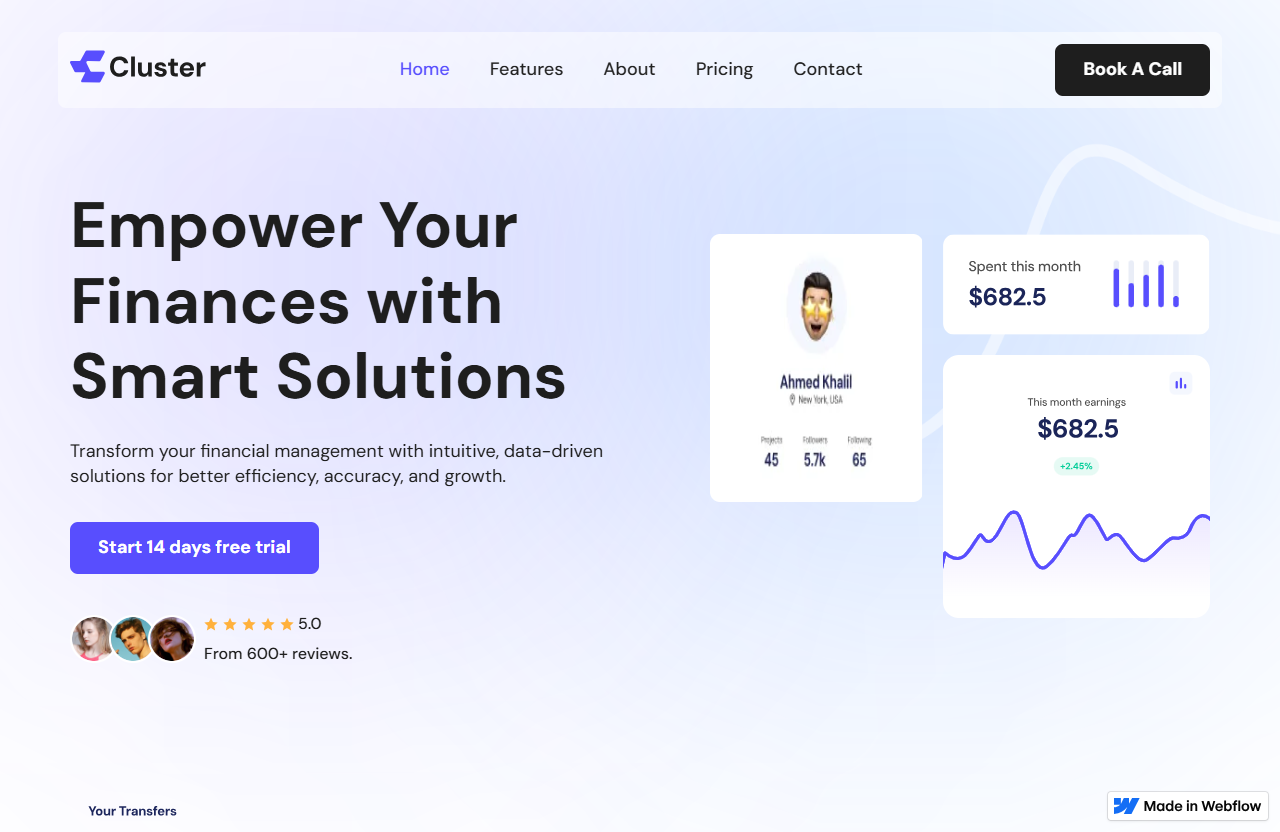 Cluster
Home
Features
About
Pricing
Contact
Book A Call
Empower Your
Finances with
Smart Solutions
Transform your financial management with intuitive, data-driven
solutions for better efficiency, accuracy, and growth.
Start 14 days free trial
5.0
From 600+ reviews.
Ahmed Khalil
New York, USA
Projects Followers Following
45 5.7k 65
Spent this month
$682.5
This month earnings
$682.5
+2.45%
Your Transfers
Made in Webflow